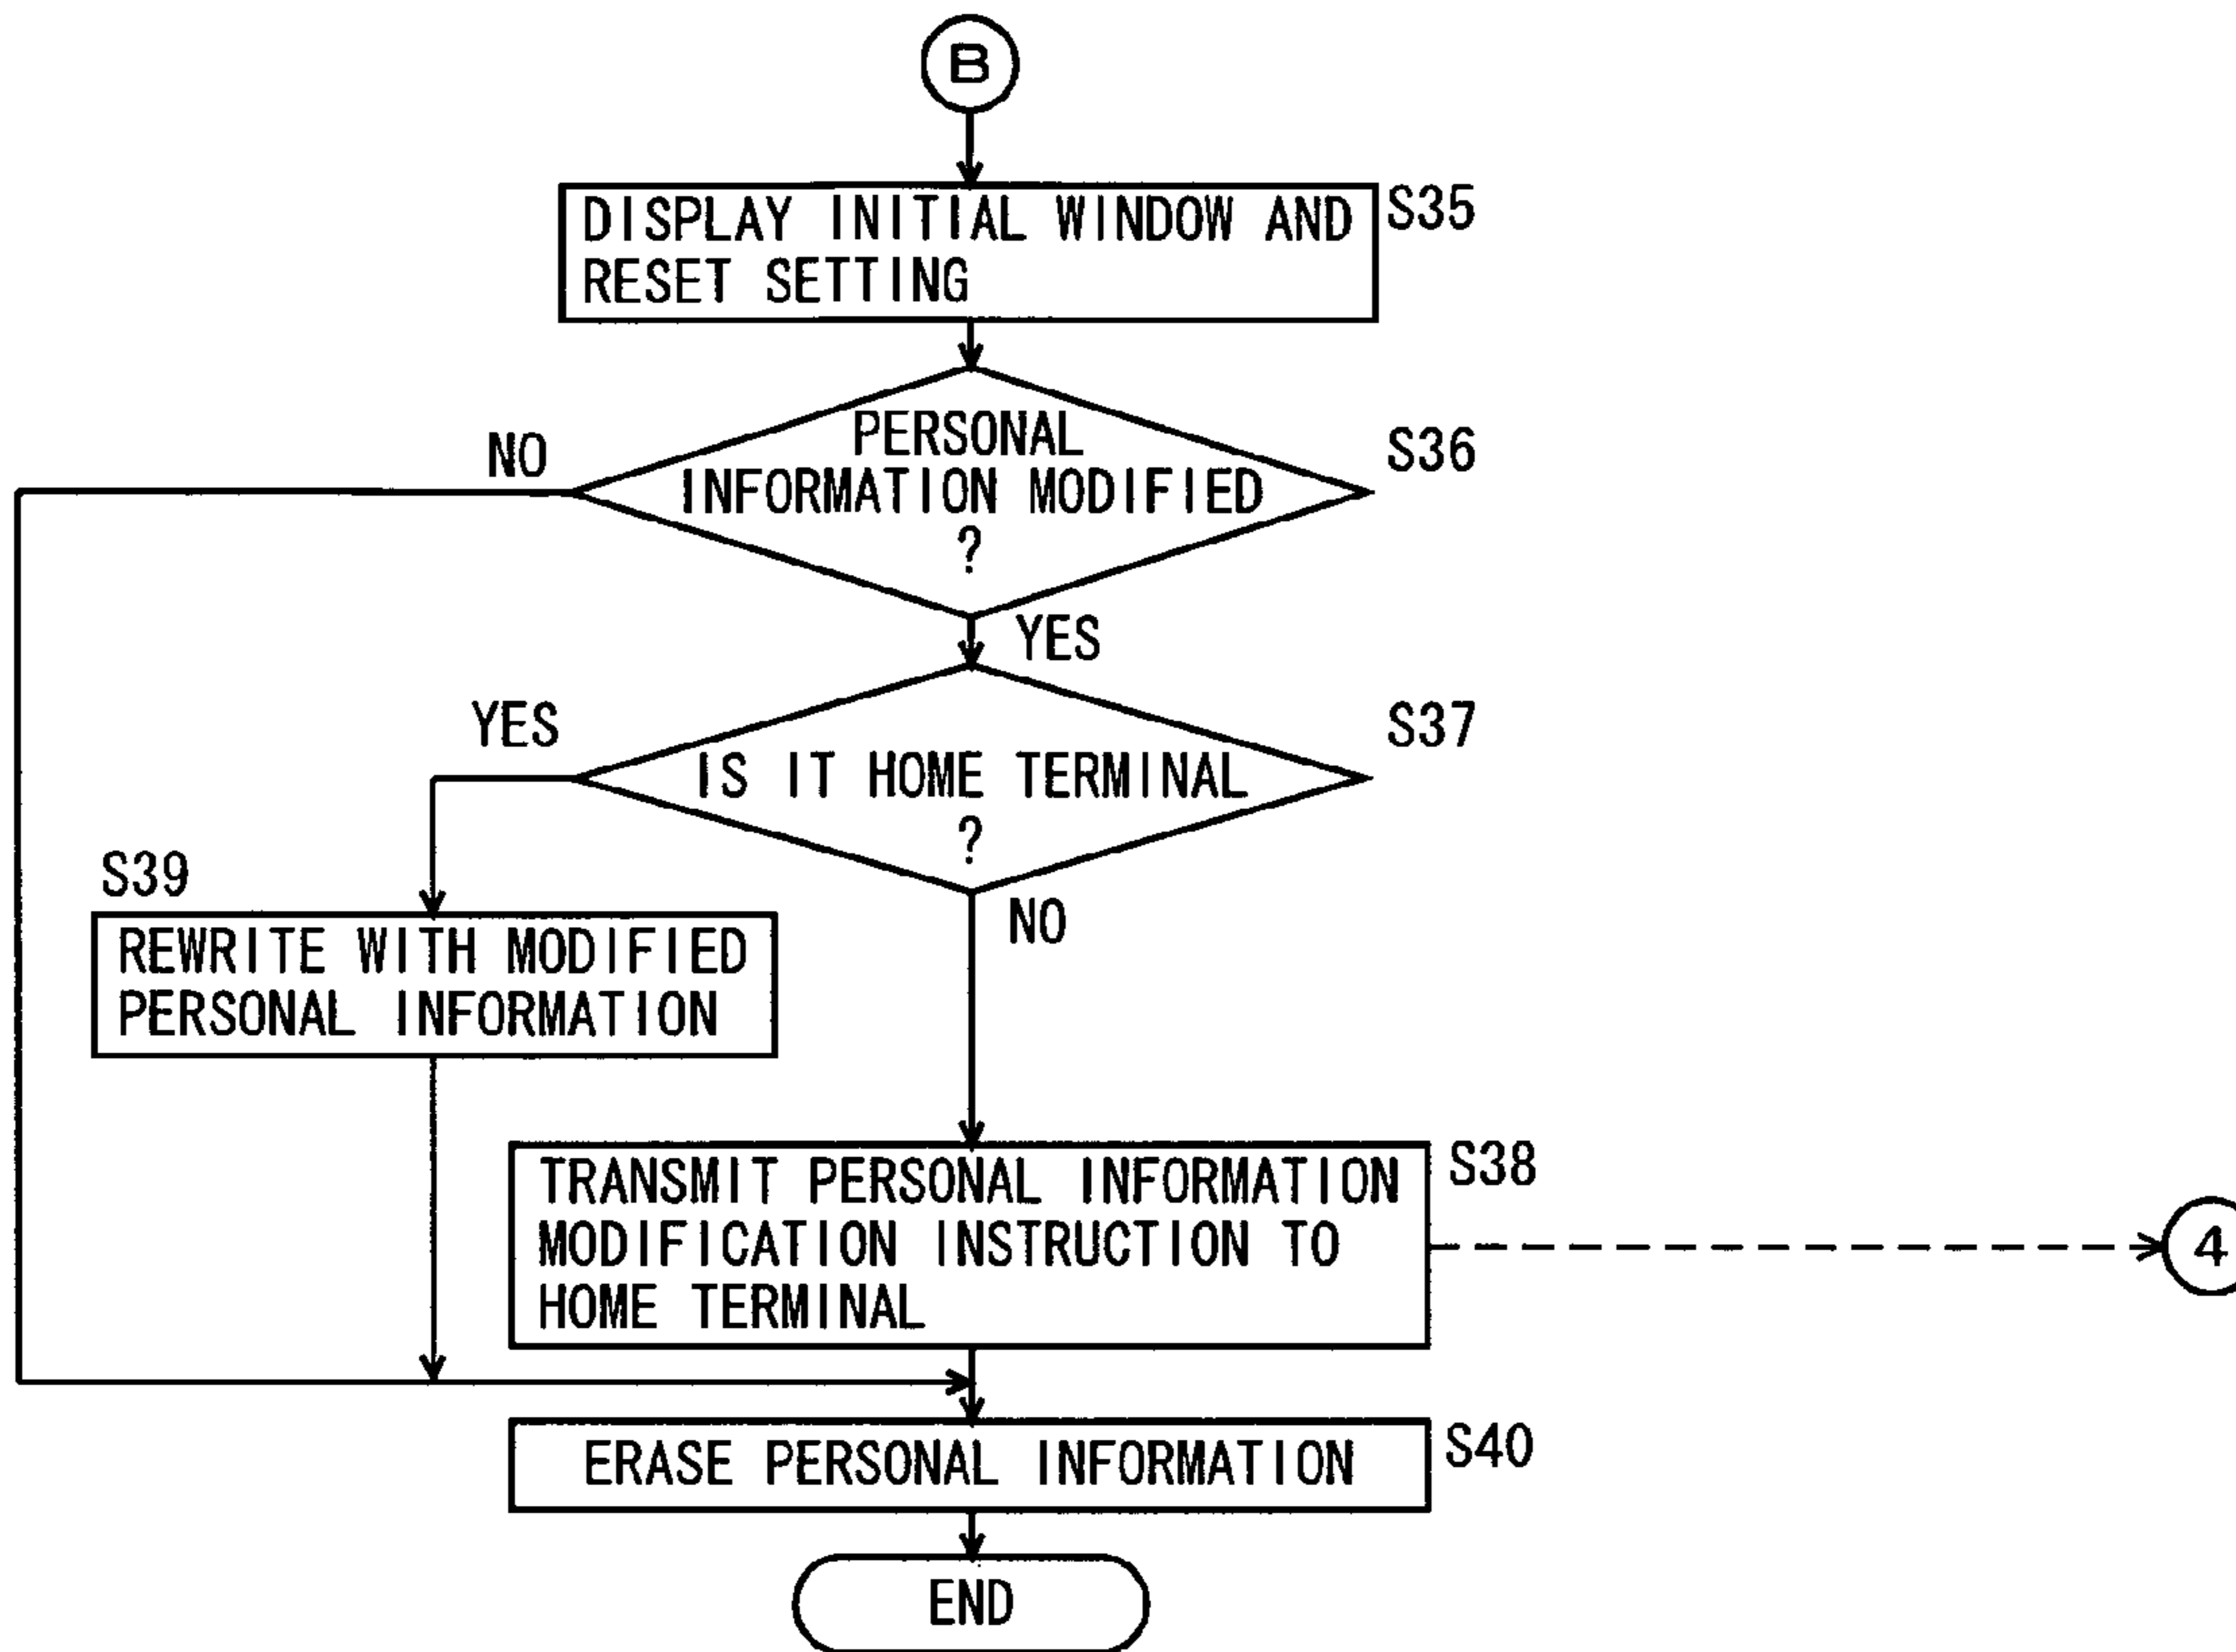 B
DISPLAY INITIAL WINDOW AND
RESET SETTING
S35
PERSONAL
INFORMATION MODIFIED
?
S36
NO
YES
IS IT HOME TERMINAL
?
S37
YES
NO
S39
REWRITE WITH MODIFIED
PERSONAL INFORMATION
TRANSMIT PERSONAL INFORMATION
MODIFICATION INSTRUCTION TO
HOME TERMINAL
S38
4
ERASE PERSONAL INFORMATION
S40
END